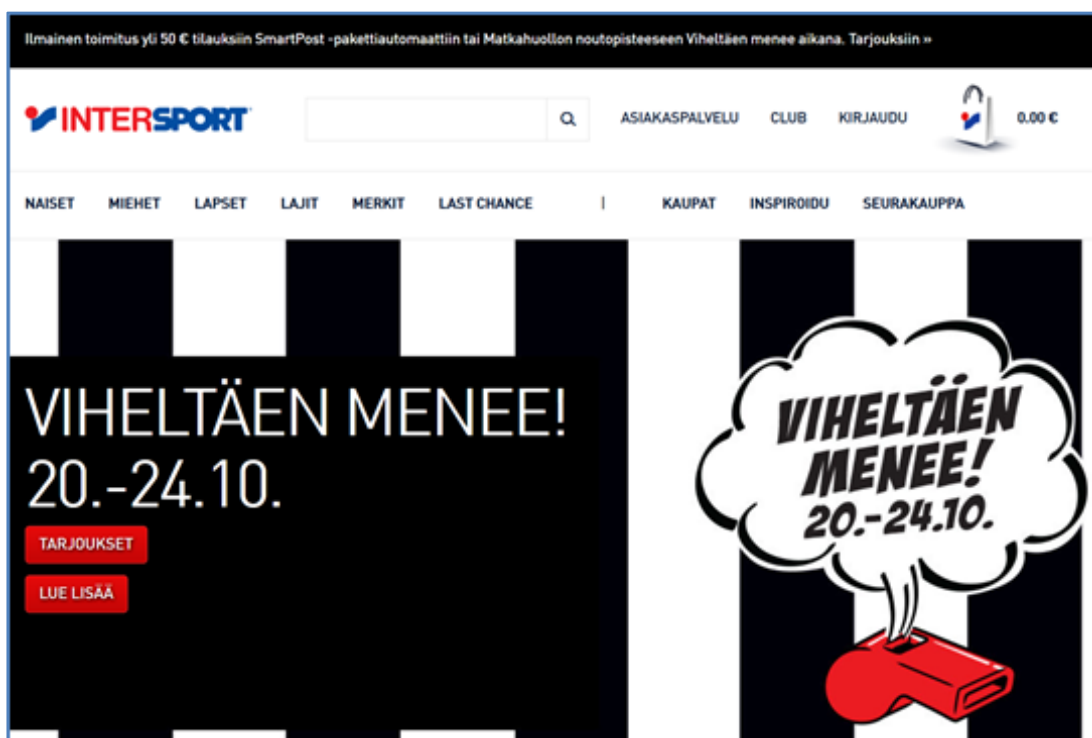 Ilmainen toimitus yli 50 € tilauksiin SmartPost -pakettiautomaattiin tai Matkahuollon noutopisteeseen Viheltäen menee aikana. Tarjouksiin »
INTERSPORT
ASIAKASPALVELU CLUB KIRJAUDU 0.00 €
NAISET MIEHET LAPSET LAJIT MERKIT LAST CHANCE | KAUPAT INSPIROIDU SEURAKAUPPA
VIHELTÄEN MENEE!
20.-24.10.
TARJOUKSET
LUE LISÄÄ
VIHELTÄEN
MENEE!
20.-24.10.